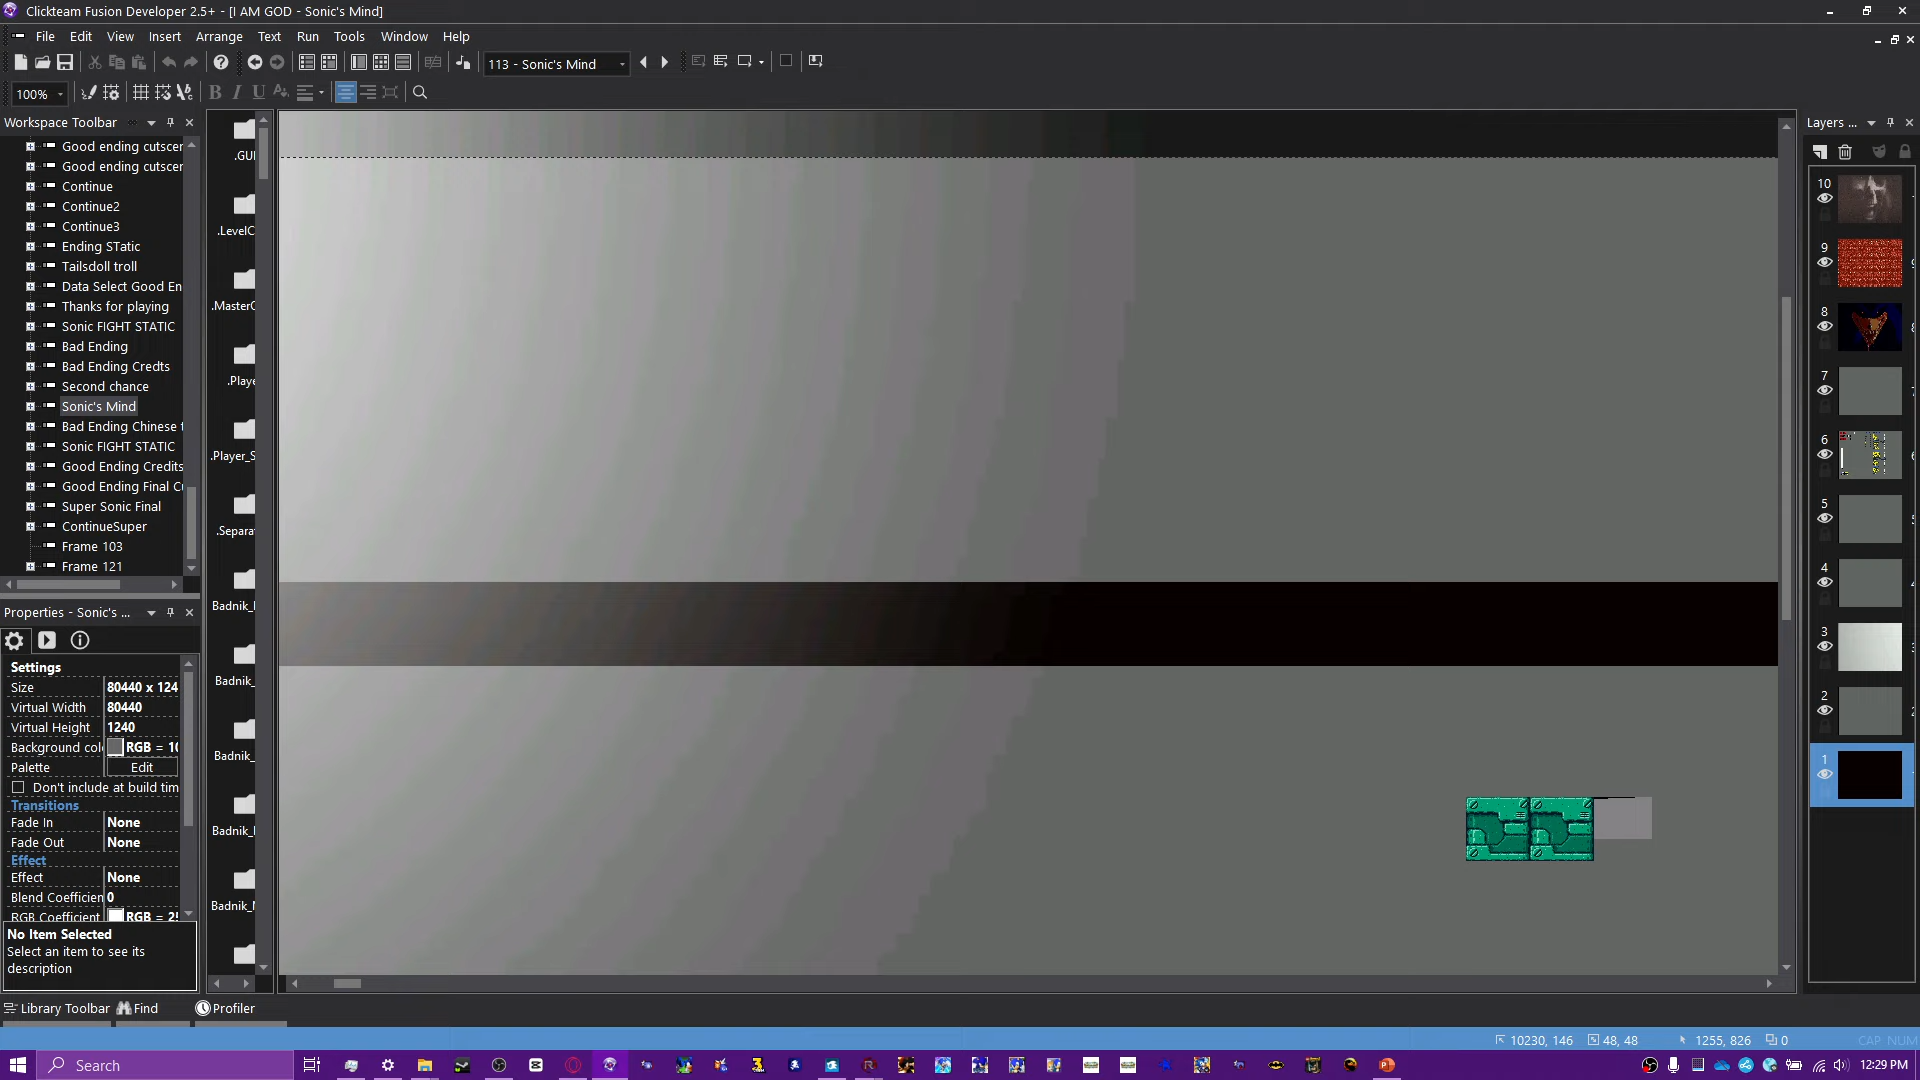 Clickteam Fusion Developer 2.5+ - [I AM GOD - Sonic's Mind]
File Edit View Insert Arrange Text Run Tools Window Help
113 - Sonic's Mind
100%
Workspace Toolbar
Good ending cutscer
Good ending cutscer
Continue
Continue2
Continue3
Ending STatic
Tailsdoll troll
Data Select Good En
Thanks for playing
Sonic FIGHT STATIC
Bad Ending
Bad Ending Credts
Second chance
Sonic's Mind
Bad Ending Chinese t
Sonic FIGHT STATIC
Good Ending Credits
Good Ending Final Cu
Super Sonic Final
ContinueSuper
Frame 103
Frame 121
Properties - Sonic's ...
Settings
Size 80440 x 124
Virtual Width 80440
Virtual Height 1240
Background colo RGB = 10
Palette Edit
Don't include at build tim
Transitions
Fade In None
Fade Out None
Effect
Effect None
Blend Coefficien 0
RGB Coefficient RGB = 25
No Item Selected
Select an item to see its
description
.GUI
.LevelC
.MasterC
.Playe
.Player_S
.Separat
Badnik_
Badnik_
Badnik_
Badnik_
Badnik_
Layers ...
10
9
8
7
6
5
4
3
2
1
Library Toolbar Find Profiler
10230, 146 48, 48 1255, 826 0 CAP NUM
Search
12:29 PM